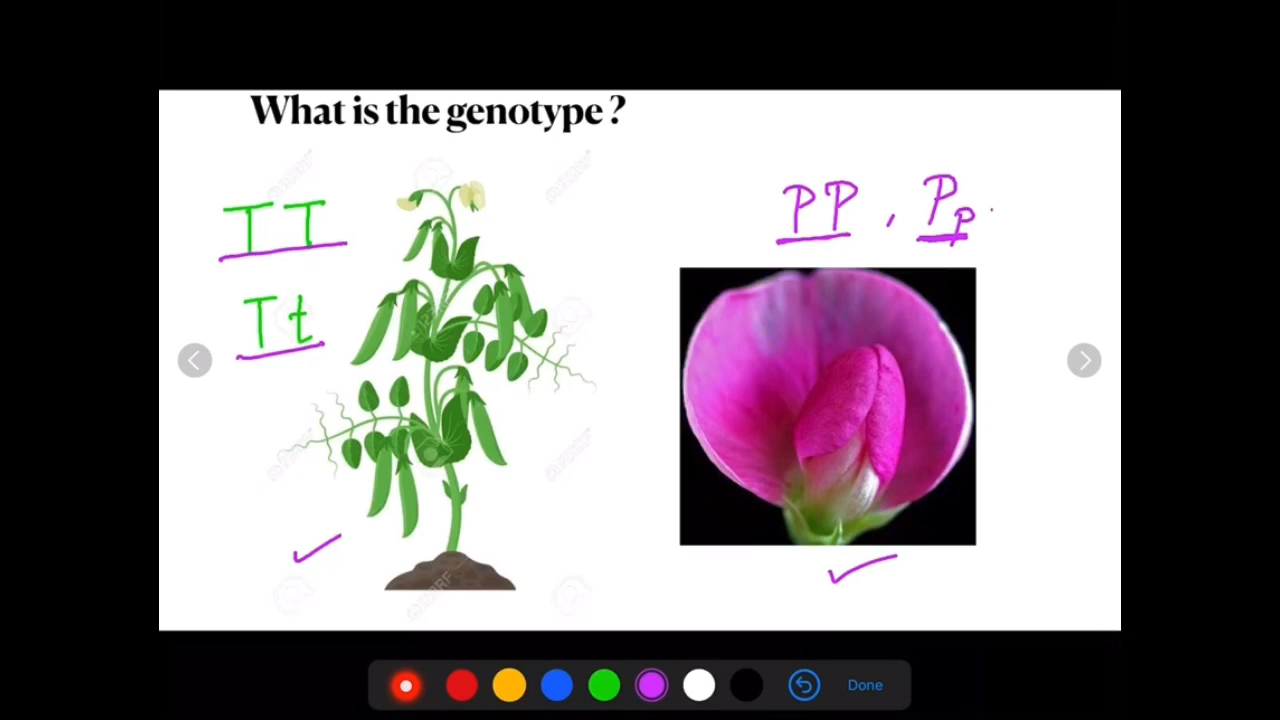 What is the genotype ?
TT
Tt
PP , Pp
Done